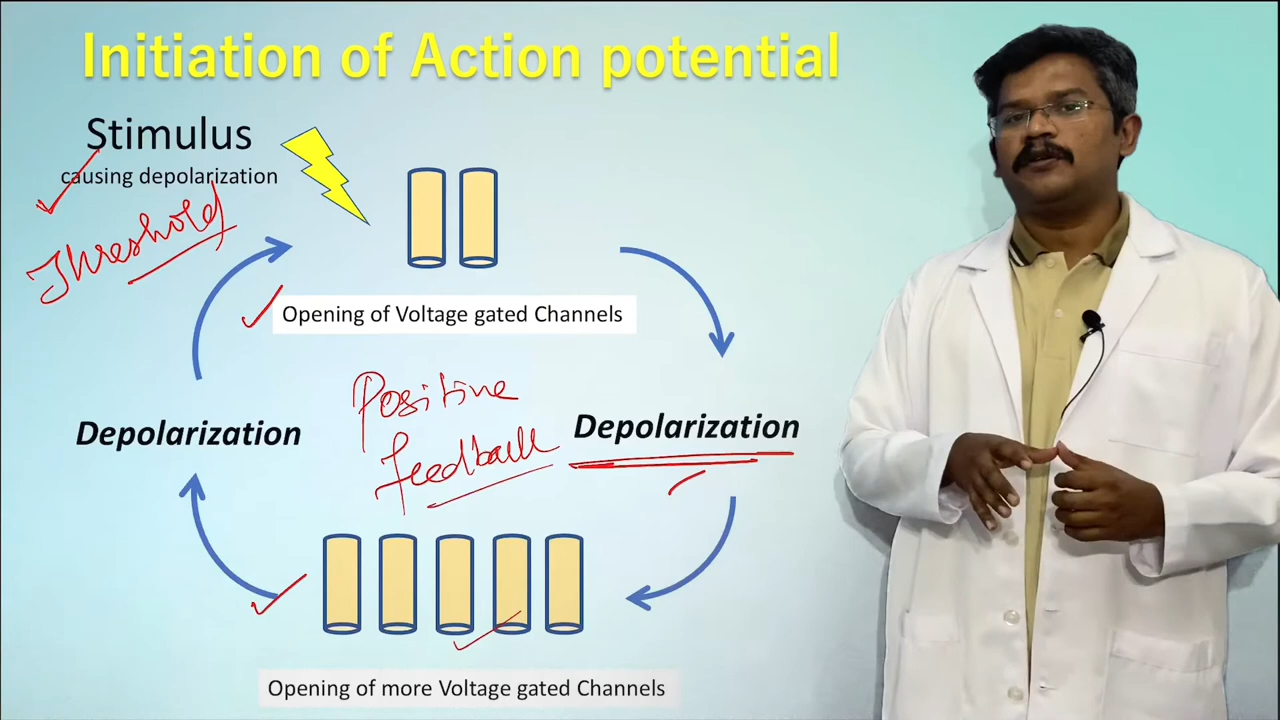 Initiation of Action potential
Stimulus
causing depolarization
Threshold
Opening of Voltage gated Channels
Positive
feedback
Depolarization
Depolarization
Opening of more Voltage gated Channels